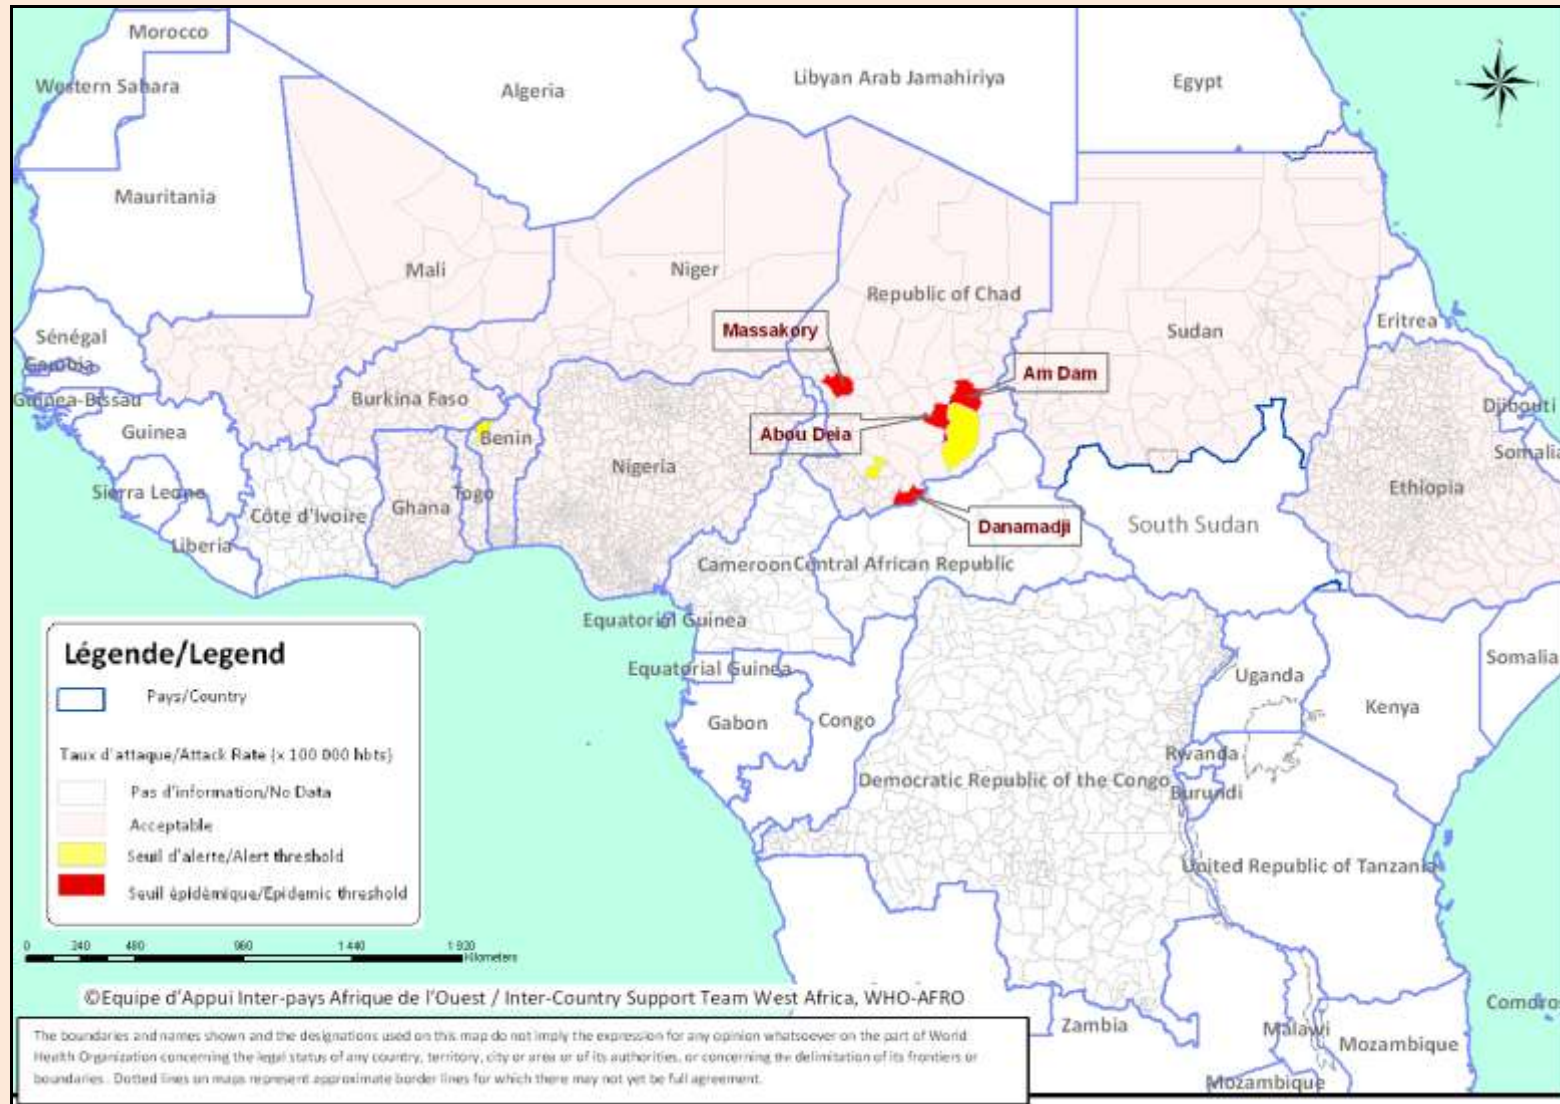 Morocco
Western Sahara
Algeria
Libyan Arab Jamahiriya
Egypt
Mauritania
Mali
Niger
Republic of Chad
Sudan
Eritrea
Massakory
Am Dam
Abou Deia
Danamadji
Sénégal
Gambia
Guinea-Bissau
Guinea
Burkina Faso
Benin
Nigeria
Djibouti
Somalia
Sierra Leone
Côte d'Ivoire
Ghana
Togo
Ethiopia
South Sudan
Liberia
Cameroon
Central African Republic
Equatorial Guinea
Equatorial Guinea
Gabon
Congo
Uganda
Kenya
Somalia
Rwanda
Burundi
Democratic Republic of the Congo
United Republic of Tanzania
Zambia
Malawi
Mozambique
Mozambique
Comoros
Légende/Legend
Pays/Country
Taux d'attaque/Attack Rate (x 100 000 hbts)
Pas d'information/No Data
Acceptable
Seuil d'alerte/Alert threshold
Seuil épidémique/Epidemic threshold
0 240 480 960 1 440 1 920
Kilometers
©Equipe d'Appui Inter-pays Afrique de l'Ouest / Inter-Country Support Team West Africa, WHO-AFRO
The boundaries and names shown and the designations used on this map do not imply the expression for any opinion whatsoever on the part of World
Health Organization concerning the legal status of any country, territory, city or area or of its authorities, or concerning the delimitation of its frontiers or
boundaries. Dotted lines on maps represent approximate border lines for which there may not yet be full agreement.